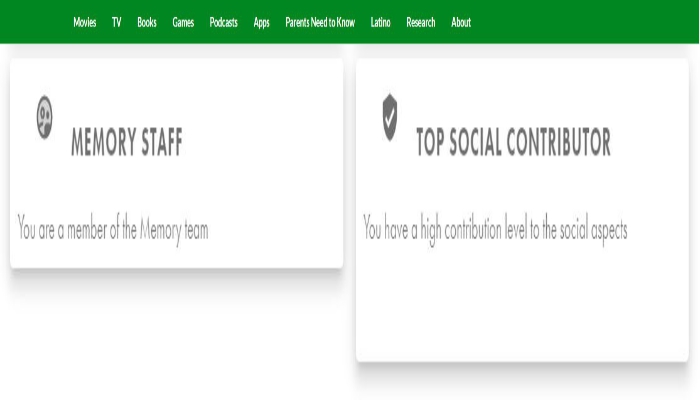 Movies TV Books Games Podcasts Apps Parents Need to Know Latino Research About
MEMORY STAFF
You are a member of the Memory team
TOP SOCIAL CONTRIBUTOR
You have a high contribution level to the social aspects